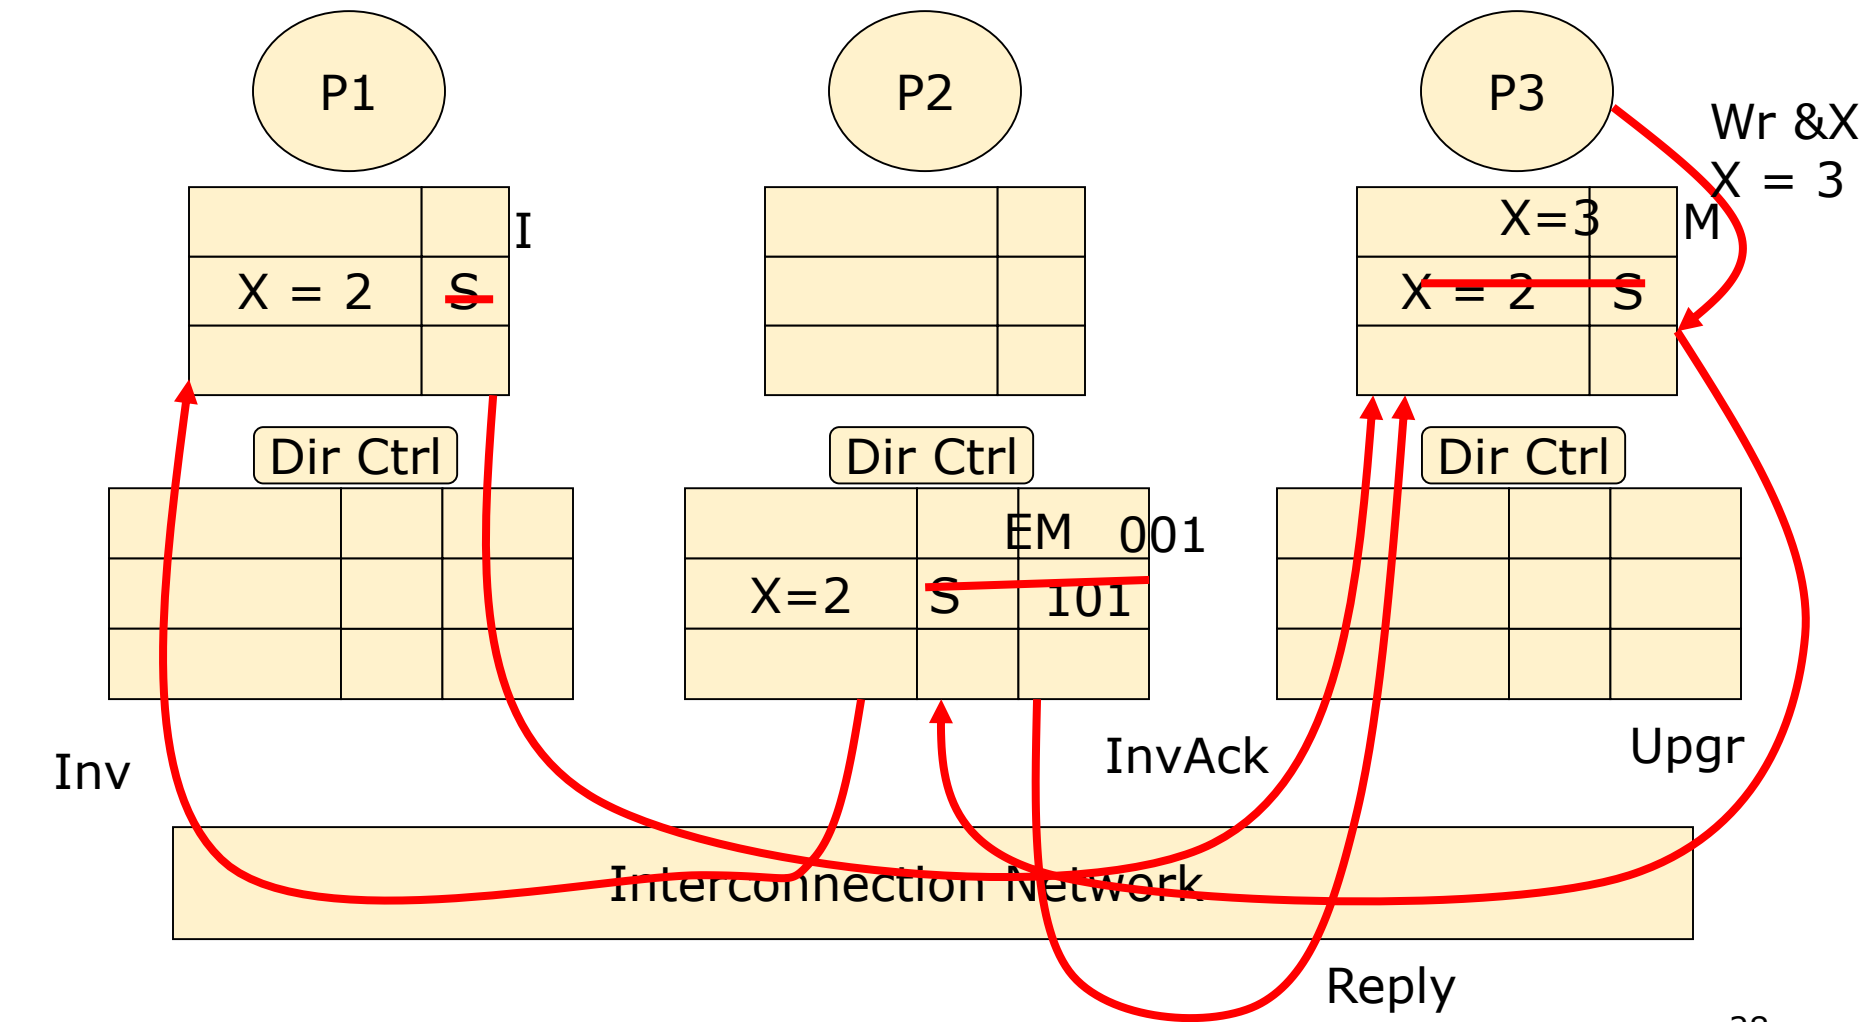 P1
P2
P3
Wr &X
X = 3
I
X=3
M
X = 2
S
X = 2
S
Dir Ctrl
Dir Ctrl
Dir Ctrl
EM
001
X=2
S
101
Inv
InvAck
Upgr
Interconnection Network
Reply